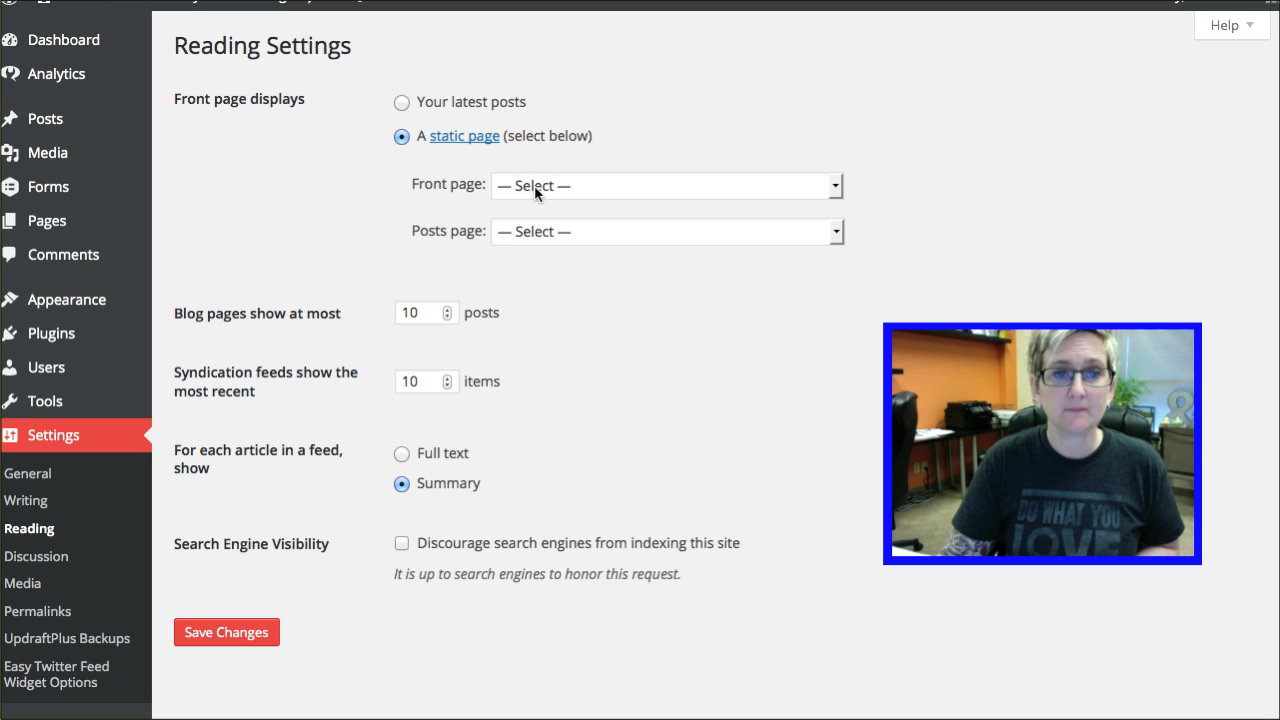 Help
Dashboard
Analytics
Posts
Media
Forms
Pages
Comments
Appearance
Plugins
Users
Tools
Settings
General
Writing
Reading
Discussion
Media
Permalinks
UpdraftPlus Backups
Easy Twitter Feed
Widget Options
Reading Settings
Front page displays
Your latest posts
A static page (select below)
Front page: — Select —
Posts page: — Select —
Blog pages show at most 10 posts
Syndication feeds show the
most recent
10 items
For each article in a feed,
show
Full text
Summary
Search Engine Visibility
Discourage search engines from indexing this site
It is up to search engines to honor this request.
Save Changes
DO WHAT YOU
LOVE
&